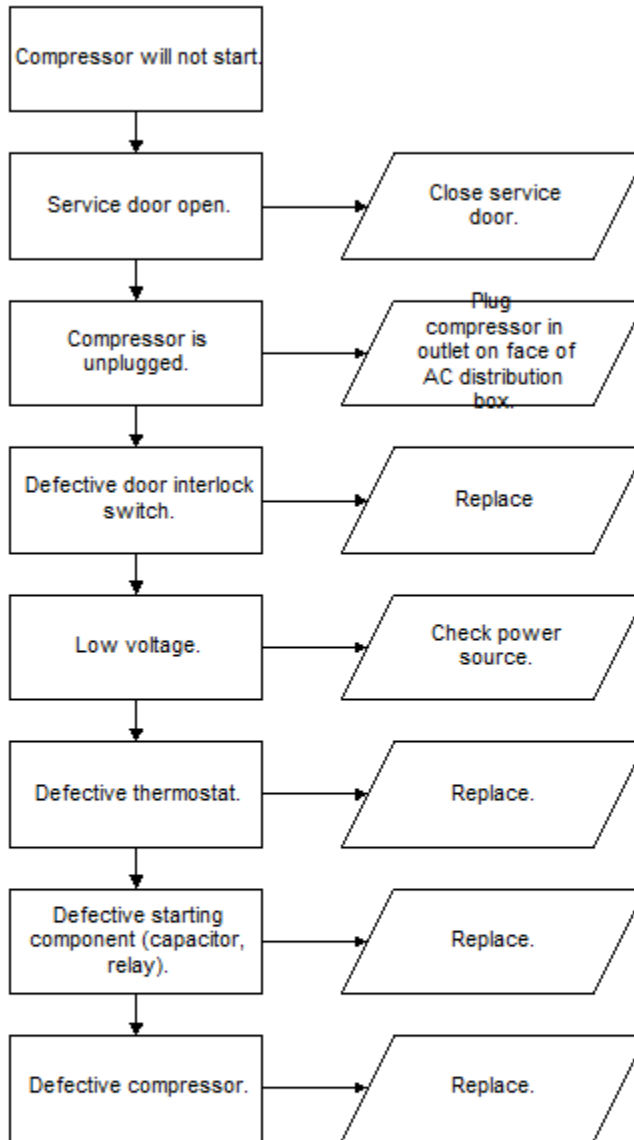 Compressor will not start.
Service door open.
Close service
door.
Compressor is
unplugged.
Plug
compressor in
outlet on face of
AC distribution
box.
Defective door interlock
switch.
Replace
Low voltage.
Check power
source.
Defective thermostat.
Replace.
Defective starting
component (capacitor,
relay).
Replace.
Defective compressor.
Replace.